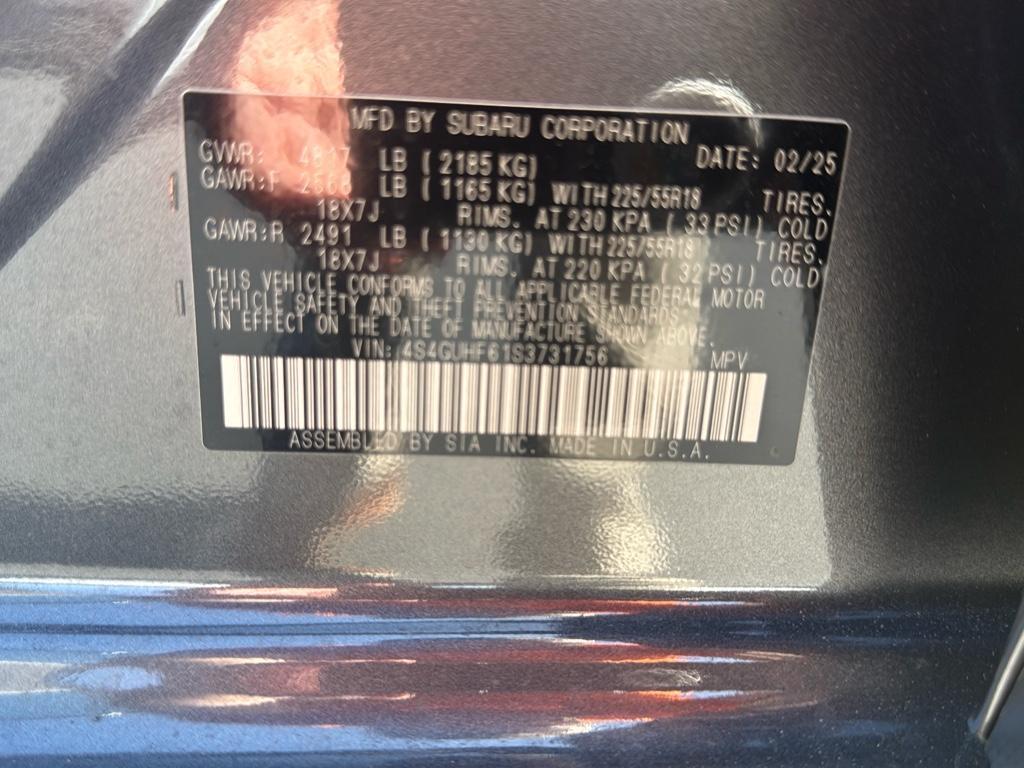 MFD BY SUBARU CORPORATION
DATE: 02/25
GVWR: 4817 LB ( 2185 KG)
GAWR:F 2568 LB ( 1165 KG) WITH 225/55R18 TIRES.
18X7J RIMS. AT 230 KPA ( 33 PSI) COLD
GAWR:R 2491 LB ( 1130 KG) WITH 225/55R18 TIRES.
18X7J RIMS. AT 220 KPA ( 32 PSI) COLD
THIS VEHICLE CONFORMS TO ALL APPLICABLE FEDERAL MOTOR
VEHICLE SAFETY AND THEFT PREVENTION STANDARDS
IN EFFECT ON THE DATE OF MANUFACTURE SHOWN ABOVE.
VIN: 4S4GUHF61S3731756 MPV
ASSEMBLED BY SIA INC. MADE IN U.S.A.